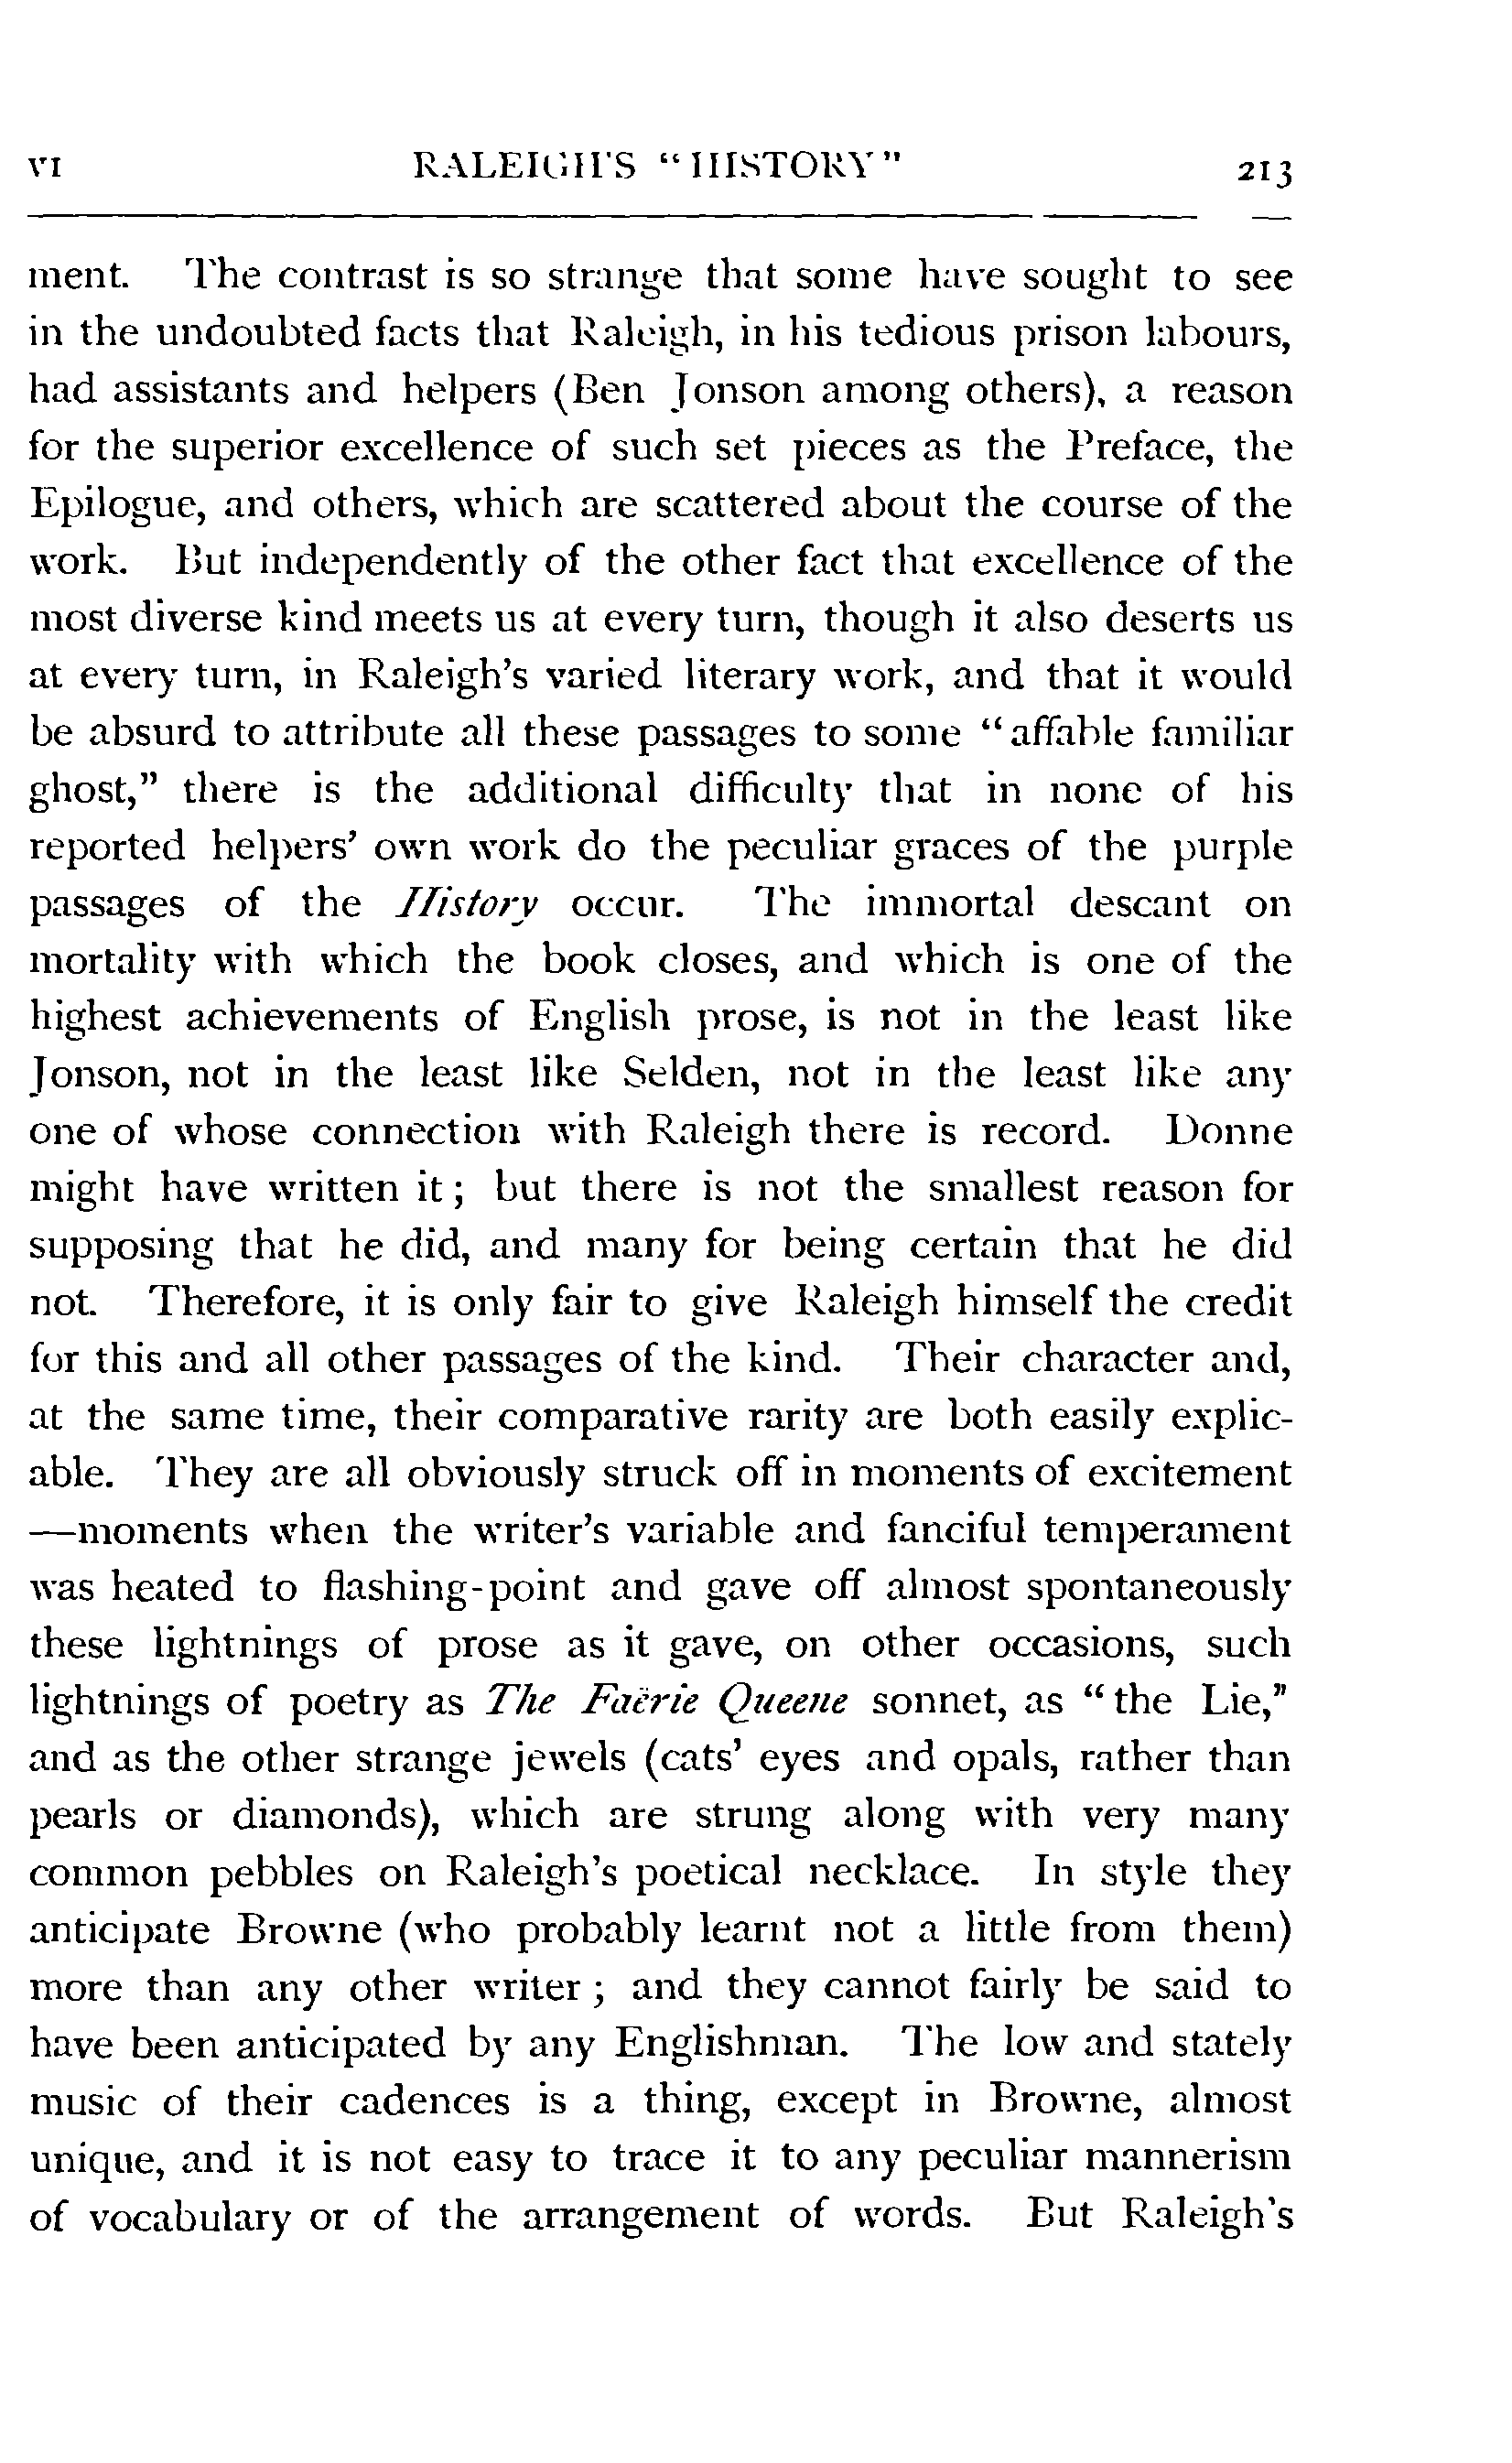 VI RALEIGH'S "HISTORY" 213
ment. The contrast is so strange that some have sought to see
in the undoubted facts that Raleigh, in his tedious prison labours,
had assistants and helpers (Ben Jonson among others), a reason
for the superior excellence of such set pieces as the Preface, the
Epilogue, and others, which are scattered about the course of the
work. But independently of the other fact that excellence of the
most diverse kind meets us at every turn, though it also deserts us
at every turn, in Raleigh's varied literary work, and that it would
be absurd to attribute all these passages to some "affable familiar
ghost," there is the additional difficulty that in none of his
reported helpers' own work do the peculiar graces of the purple
passages of the History occur. The immortal descant on
mortality with which the book closes, and which is one of the
highest achievements of English prose, is not in the least like
Jonson, not in the least like Selden, not in the least like any
one of whose connection with Raleigh there is record. Donne
might have written it; but there is not the smallest reason for
supposing that he did, and many for being certain that he did
not. Therefore, it is only fair to give Raleigh himself the credit
for this and all other passages of the kind. Their character and,
at the same time, their comparative rarity are both easily explic-
able. They are all obviously struck off in moments of excitement
—moments when the writer's variable and fanciful temperament
was heated to flashing-point and gave off almost spontaneously
these lightnings of prose as it gave, on other occasions, such
lightnings of poetry as The Faërie Queene sonnet, as "the Lie,"
and as the other strange jewels (cats' eyes and opals, rather than
pearls or diamonds), which are strung along with very many
common pebbles on Raleigh's poetical necklace. In style they
anticipate Browne (who probably learnt not a little from them)
more than any other writer; and they cannot fairly be said to
have been anticipated by any Englishman. The low and stately
music of their cadences is a thing, except in Browne, almost
unique, and it is not easy to trace it to any peculiar mannerism
of vocabulary or of the arrangement of words. But Raleigh's